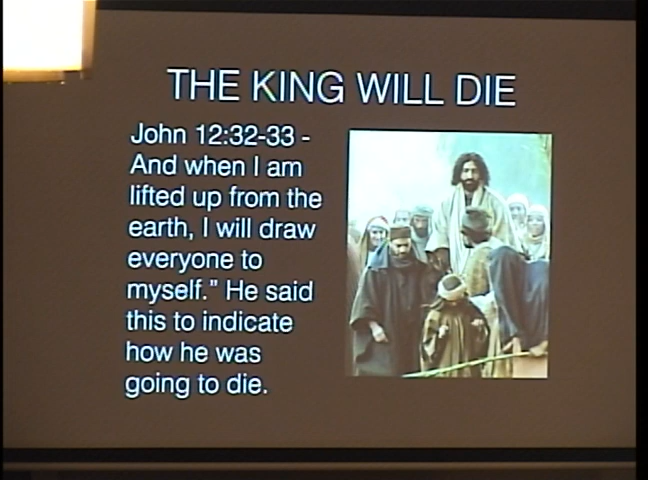 THE KING WILL DIE
John 12:32-33 -
And when I am
lifted up from the
earth, I will draw
everyone to
myself.” He said
this to indicate
how he was
going to die.